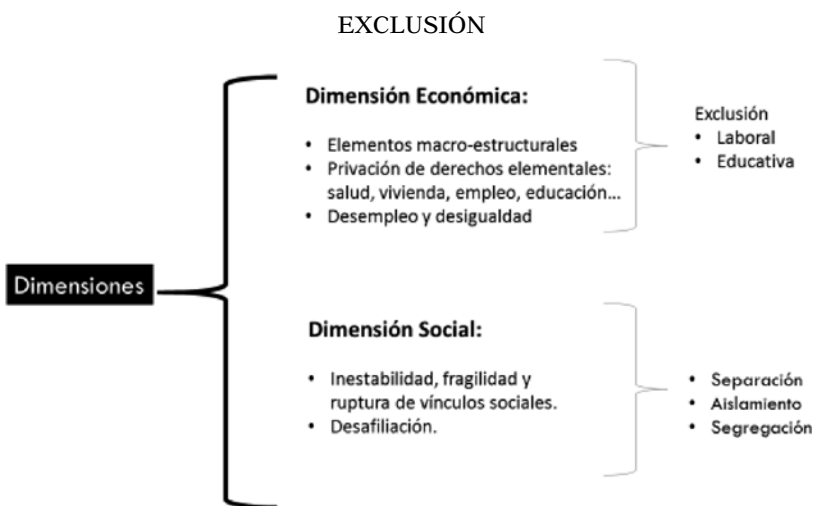 EXCLUSIÓN
Dimensiones
Dimensión Económica:
• Elementos macro-estructurales
• Privación de derechos elementales:
salud, vivienda, empleo, educación...
• Desempleo y desigualdad
Exclusión
• Laboral
• Educativa
Dimensión Social:
• Inestabilidad, fragilidad y
ruptura de vínculos sociales.
• Desafiliación.
• Separación
• Aislamiento
• Segregación